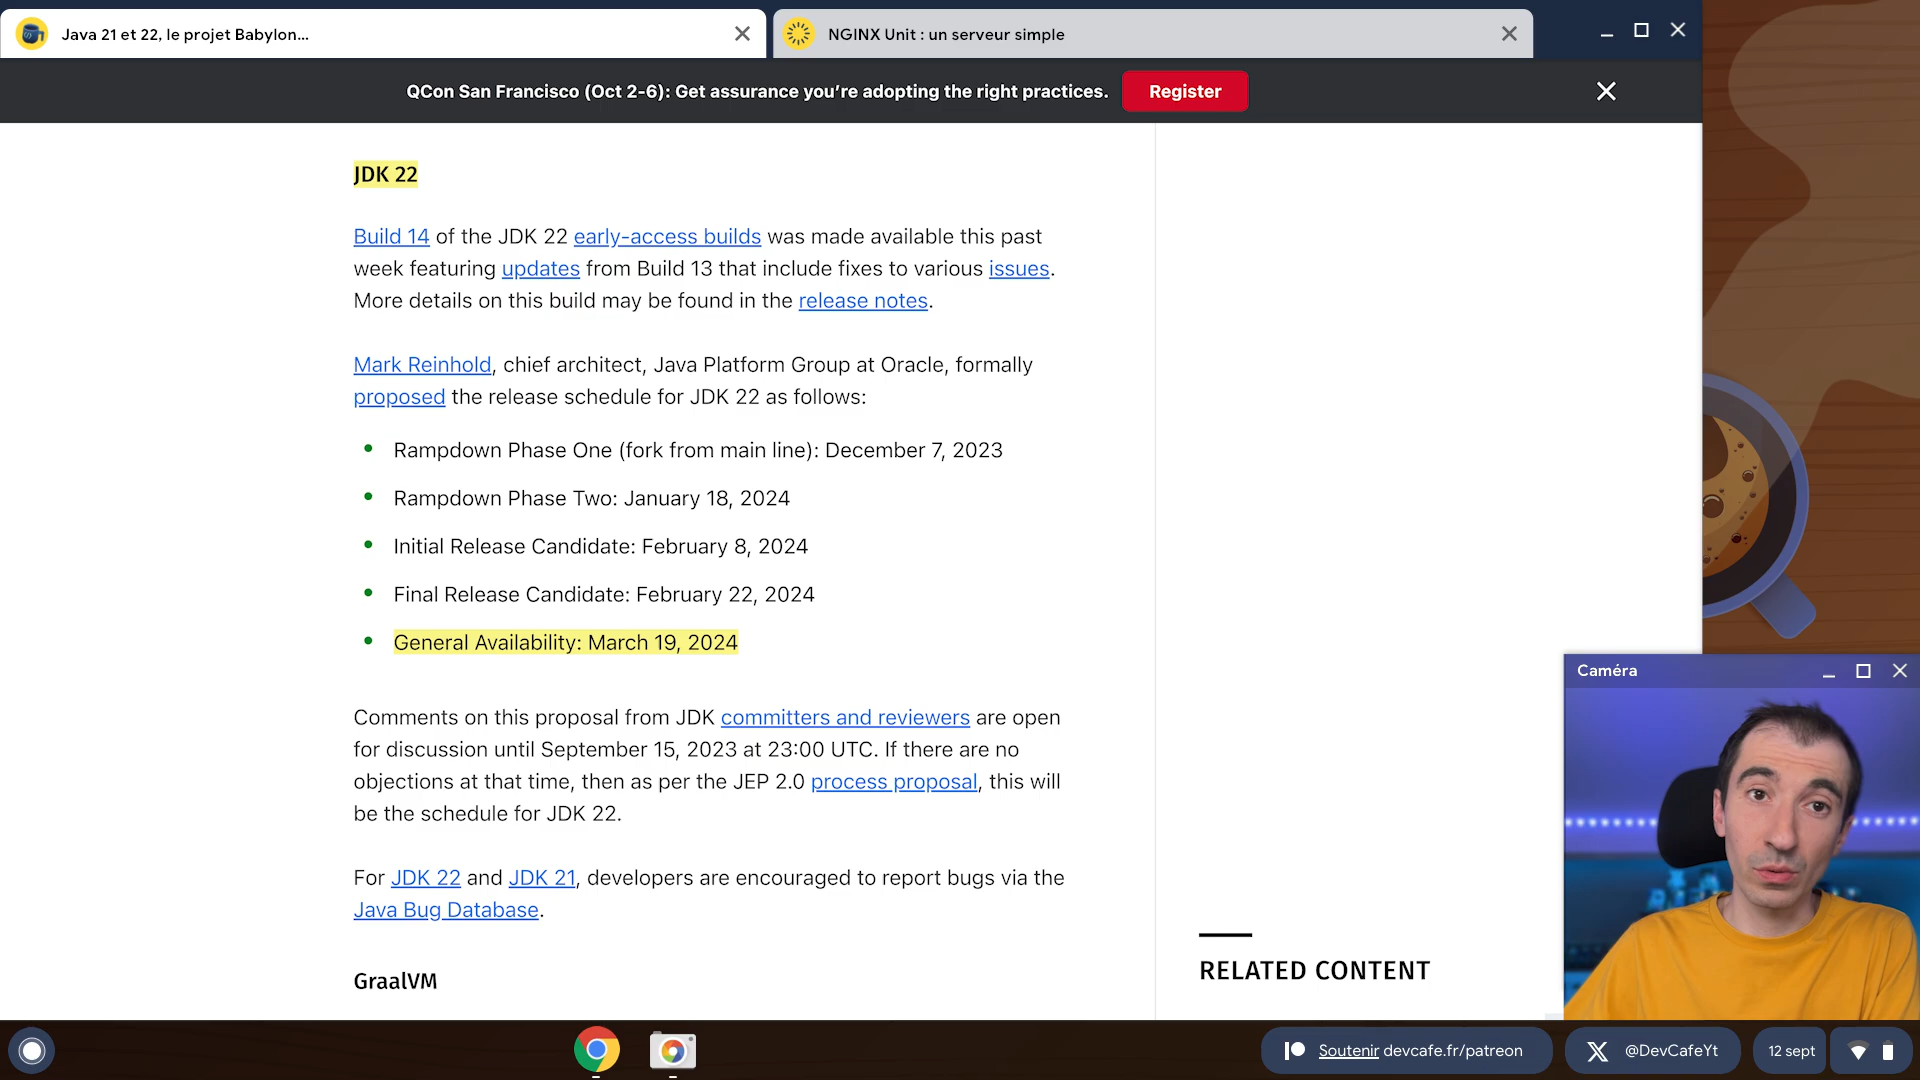 Java 21 et 22, le projet Babylon...
NGINX Unit : un serveur simple
QCon San Francisco (Oct 2-6): Get assurance you're adopting the right practices.
Register
JDK 22
Build 14 of the JDK 22 early-access builds was made available this past
week featuring updates from Build 13 that include fixes to various issues.
More details on this build may be found in the release notes.
Mark Reinhold, chief architect, Java Platform Group at Oracle, formally
proposed the release schedule for JDK 22 as follows:
Rampdown Phase One (fork from main line): December 7, 2023
Rampdown Phase Two: January 18, 2024
Initial Release Candidate: February 8, 2024
Final Release Candidate: February 22, 2024
General Availability: March 19, 2024
Comments on this proposal from JDK committers and reviewers are open
for discussion until September 15, 2023 at 23:00 UTC. If there are no
objections at that time, then as per the JEP 2.0 process proposal, this will
be the schedule for JDK 22.
For JDK 22 and JDK 21, developers are encouraged to report bugs via the
Java Bug Database.
GraalVM
RELATED CONTENT
Caméra
Soutenir devcafe.fr/patreon
@DevCafeYt
12 sept